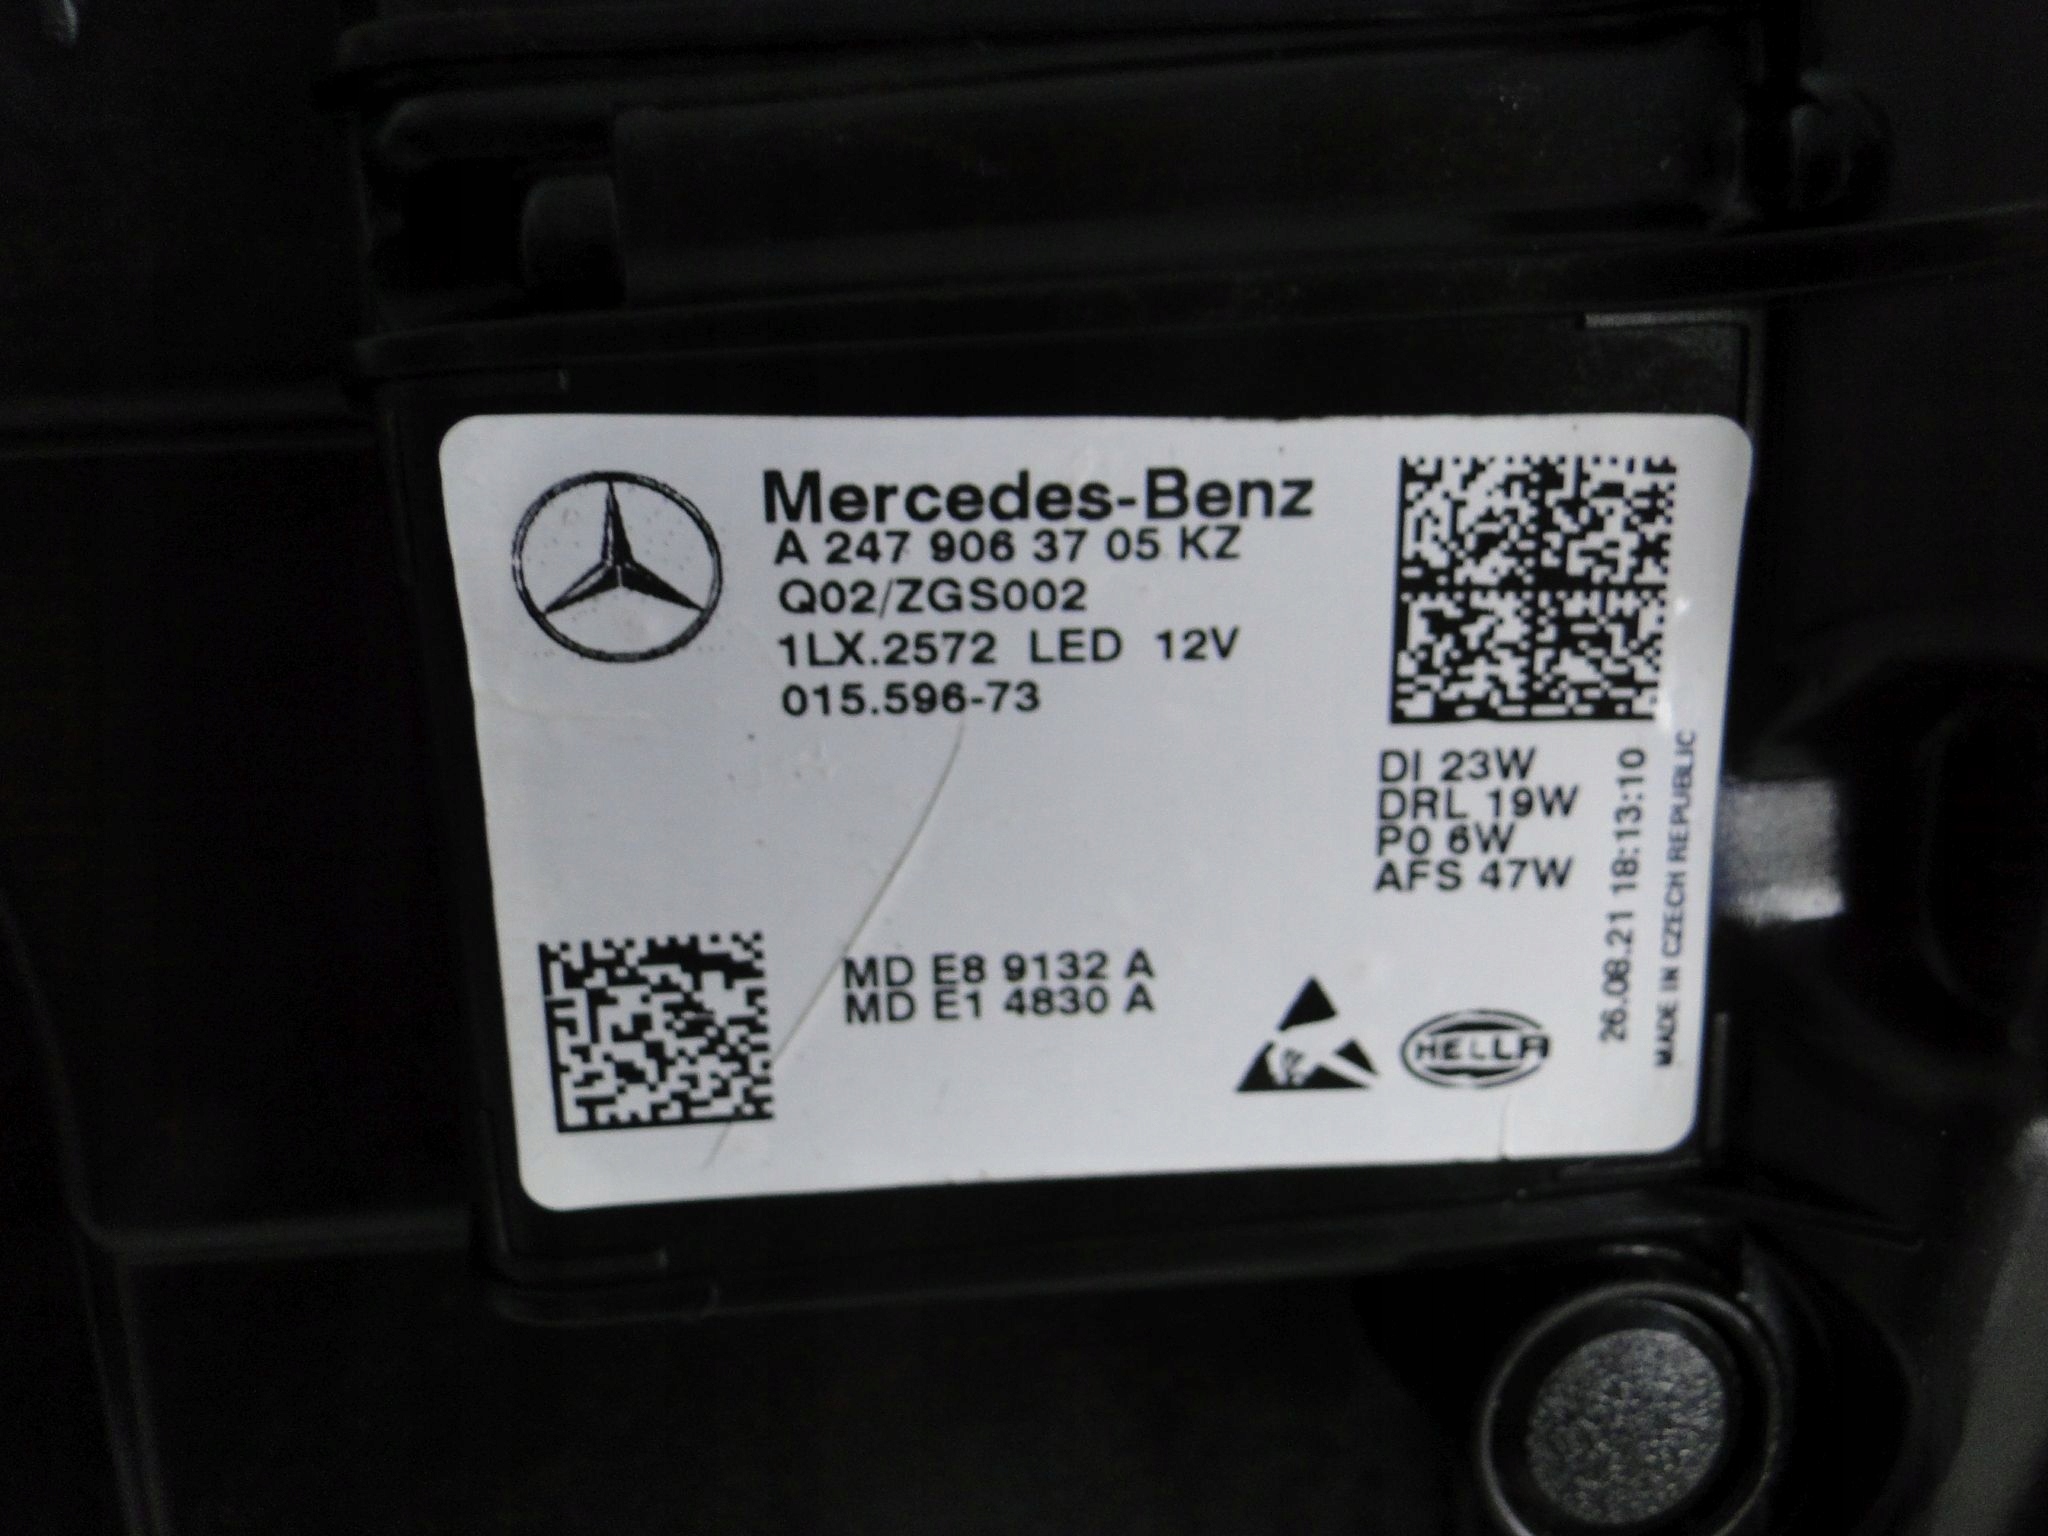 Mercedes-Benz
A 247 906 37 05 KZ
Q02/ZGS002
1LX.2572 LED 12V
015.596-73
DI 23W
DRL 19W
P0 6W
AFS 47W
26.08.21 18:13:10
MADE IN CZECH REPUBLIC
MD E8 9132 A
MD E1 4830 A
HELLA